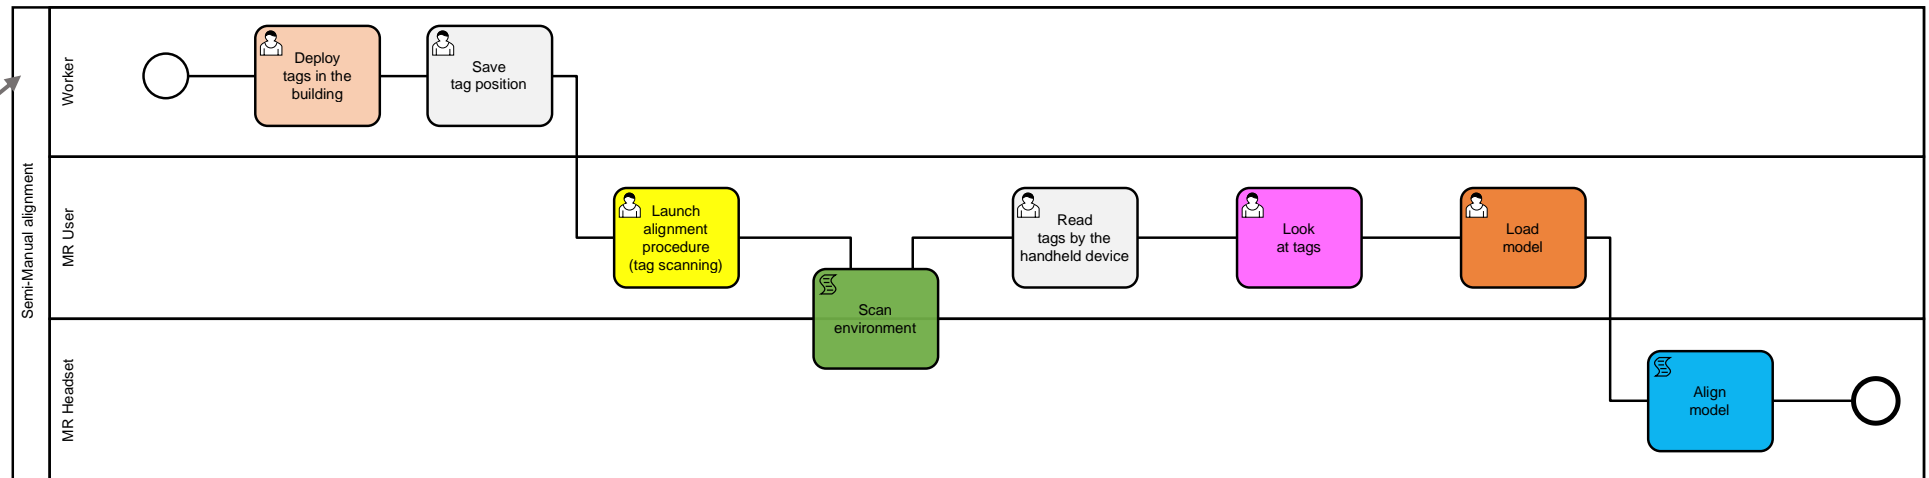 Semi-Manual alignment
Worker
Deploy
tags in the
building
Save
tag position
MR User
Launch
alignment
procedure
(tag scanning)
Scan
environment
Read
tags by the
handheld device
Look
at tags
Load
model
MR Headset
Align
model